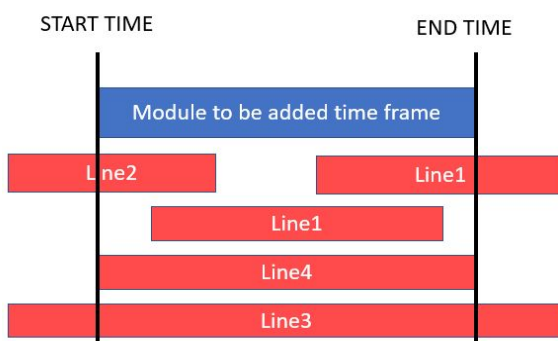 START TIME
END TIME
Module to be added time frame
Line2
Line1
Line1
Line4
Line3